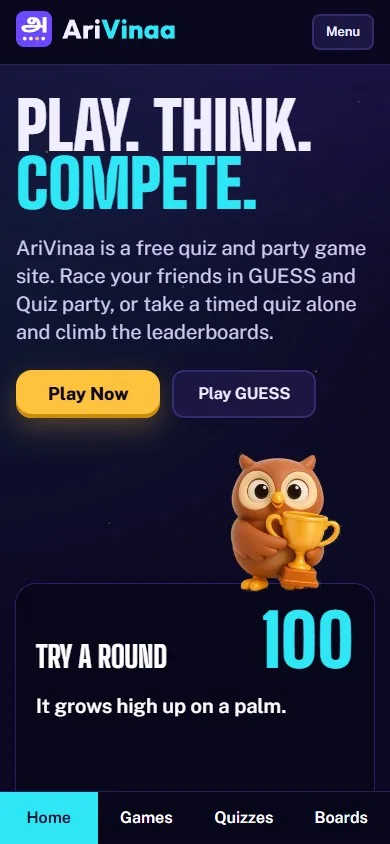 அ
AriVinaa
Menu
PLAY. THINK.
COMPETE.
AriVinaa is a free quiz and party game
site. Race your friends in GUESS and
Quiz party, or take a timed quiz alone
and climb the leaderboards.
Play Now
Play GUESS
TRY A ROUND
100
It grows high up on a palm.
Home
Games
Quizzes
Boards